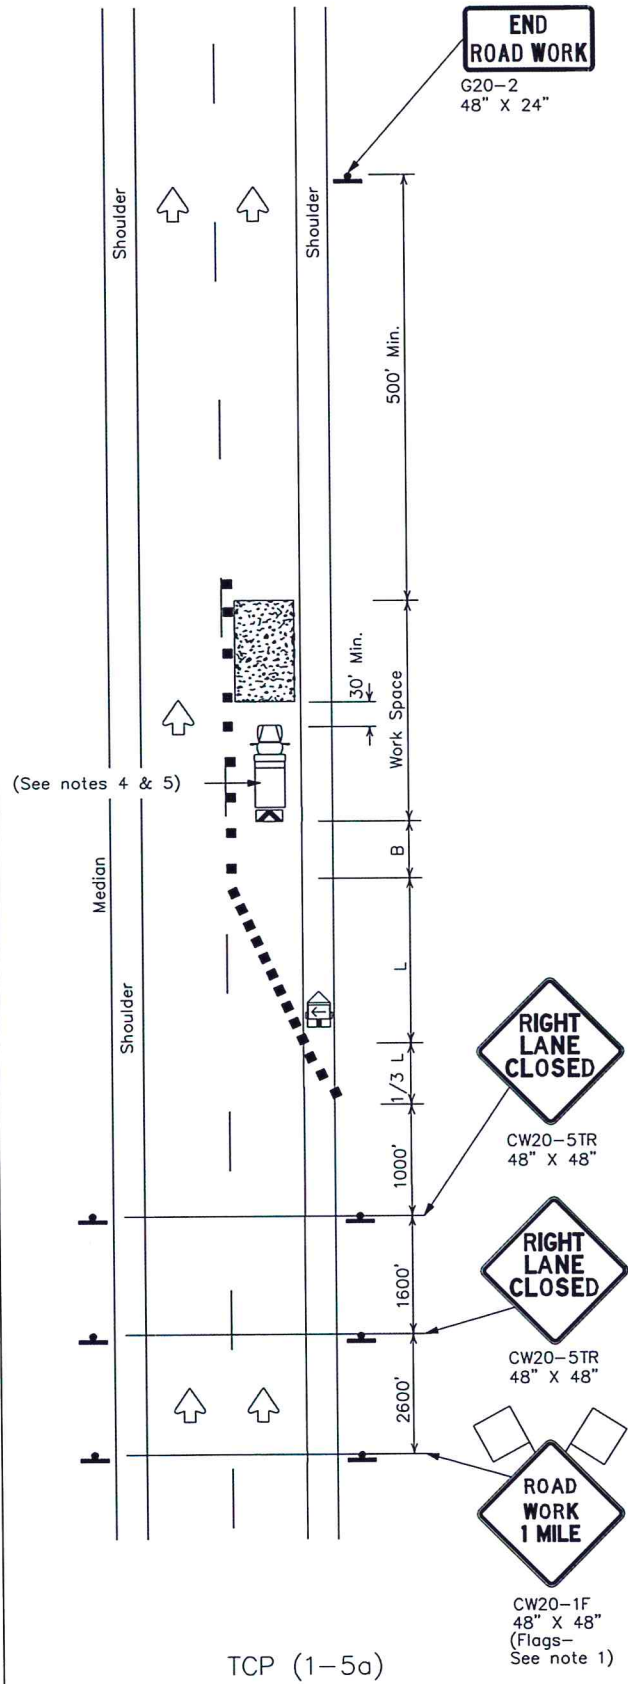 END
ROAD WORK
G20-2
48" X 24"
Shoulder
Shoulder
500' Min.
30' Min.
Work Space
(See notes 4 & 5)
B
Median
L
Shoulder
RIGHT
LANE
CLOSED
1/3 L
CW20-5TR
48" X 48"
1000'
RIGHT
LANE
CLOSED
1600'
CW20-5TR
48" X 48"
2600'
ROAD
WORK
1 MILE
CW20-1F
48" X 48"
(Flags-
See note 1)
TCP (1-5a)